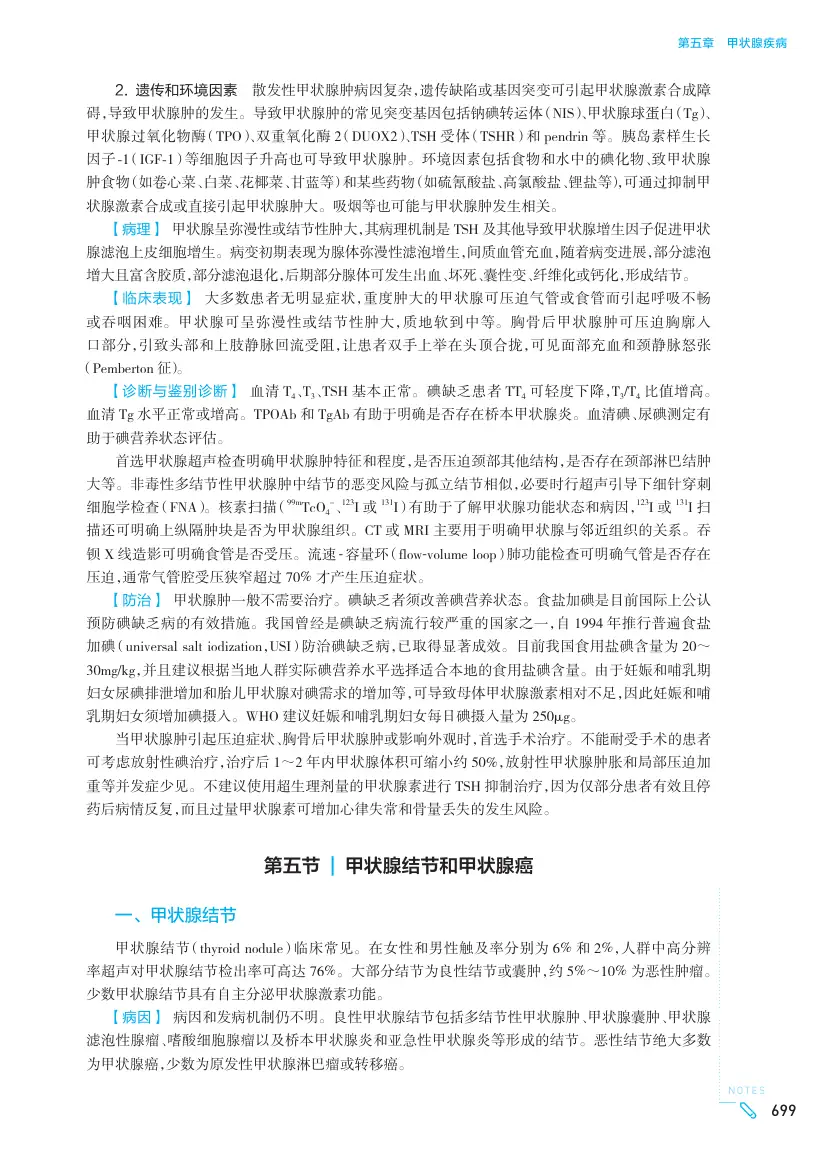 第五章 甲状腺疾病
2. 遗传和环境因素 散发性甲状腺肿病因复杂,遗传缺陷或基因突变可引起甲状腺激素合成障
碍,导致甲状腺肿的发生。导致甲状腺肿的常见突变基因包括钠碘转运体(NIS)、甲状腺球蛋白(Tg)、
甲状腺过氧化物酶(TPO)、双重氧化酶2(DUOX2)、TSH受体(TSHR)和pendrin等。胰岛素样生长
因子-1(IGF-1)等细胞因子升高也可导致甲状腺肿。环境因素包括食物和水中的碘化物、致甲状腺
肿食物(如卷心菜、白菜、花椰菜、甘蓝等)和某些药物(如硫氰酸盐、高氯酸盐、锂盐等),可通过抑制甲
状腺激素合成或直接引起甲状腺肿大。吸烟等也可能与甲状腺肿发生相关。
【病理】 甲状腺呈弥漫性或结节性肿大,其病理机制是TSH及其他导致甲状腺增生因子促进甲状
腺滤泡上皮细胞增生。病变初期表现为腺体弥漫性滤泡增生,间质血管充血,随着病变进展,部分滤泡
增大且富含胶质,部分滤泡退化,后期部分腺体可发生出血、坏死、囊性变、纤维化或钙化,形成结节。
【临床表现】 大多数患者无明显症状,重度肿大的甲状腺可压迫气管或食管而引起呼吸不畅
或吞咽困难。甲状腺可呈弥漫性或结节性肿大,质地软到中等。胸骨后甲状腺肿可压迫胸廓入
口部分,引致头部和上肢静脉回流受阻,让患者双手上举在头顶合拢,可见面部充血和颈静脉怒张
(Pemberton征)。
【诊断与鉴别诊断】 血清T₄、T₃、TSH基本正常。碘缺乏患者TT₄可轻度下降,T₃/T₄比值增高。
血清Tg水平正常或增高。TPOAb和TgAb有助于明确是否存在桥本甲状腺炎。血清碘、尿碘测定有
助于碘营养状态评估。
首选甲状腺超声检查明确甲状腺肿特征和程度,是否压迫颈部其他结构,是否存在颈部淋巴结肿
大等。非毒性多结节性甲状腺肿中结节的恶变风险与孤立结节相似,必要时行超声引导下细针穿刺
细胞学检查(FNA)。核素扫描(⁹⁹ᵐTcO₄⁻、¹²³I或¹³¹I)有助于了解甲状腺功能状态和病因,¹²³I或¹³¹I扫
描还可明确上纵隔肿块是否为甲状腺组织。CT或MRI主要用于明确甲状腺与邻近组织的关系。吞
钡X线造影可明确食管是否受压。流速-容量环(flow-volume loop)肺功能检查可明确气管是否存在
压迫,通常气管腔受压狭窄超过70%才产生压迫症状。
【防治】 甲状腺肿一般不需要治疗。碘缺乏者须改善碘营养状态。食盐加碘是目前国际上公认
预防碘缺乏病的有效措施。我国曾经是碘缺乏病流行较严重的国家之一,自1994年推行普遍食盐
加碘(universal salt iodization,USI)防治碘缺乏病,已取得显著成效。目前我国食用盐碘含量为20～
30mg/kg,并且建议根据当地人群实际碘营养水平选择适合本地的食用盐碘含量。由于妊娠和哺乳期
妇女尿碘排泄增加和胎儿甲状腺对碘需求的增加等,可导致母体甲状腺激素相对不足,因此妊娠和哺
乳期妇女须增加碘摄入。WHO建议妊娠和哺乳期妇女每日碘摄入量为250μg。
当甲状腺肿引起压迫症状、胸骨后甲状腺肿或影响外观时,首选手术治疗。不能耐受手术的患者
可考虑放射性碘治疗,治疗后1～2年内甲状腺体积可缩小约50%,放射性甲状腺肿胀和局部压迫加
重等并发症少见。不建议使用超生理剂量的甲状腺素进行TSH抑制治疗,因为仅部分患者有效且停
药后病情反复,而且过量甲状腺素可增加心律失常和骨量丢失的发生风险。
第五节 | 甲状腺结节和甲状腺癌
一、甲状腺结节
甲状腺结节(thyroid nodule)临床常见。在女性和男性触及率分别为6%和2%,人群中高分辨
率超声对甲状腺结节检出率可高达76%。大部分结节为良性结节或囊肿,约5%～10%为恶性肿瘤。
少数甲状腺结节具有自主分泌甲状腺激素功能。
【病因】 病因和发病机制仍不明。良性甲状腺结节包括多结节性甲状腺肿、甲状腺囊肿、甲状腺
滤泡性腺瘤、嗜酸细胞腺瘤以及桥本甲状腺炎和亚急性甲状腺炎等形成的结节。恶性结节绝大多数
为甲状腺癌,少数为原发性甲状腺淋巴瘤或转移癌。
NOTES
699